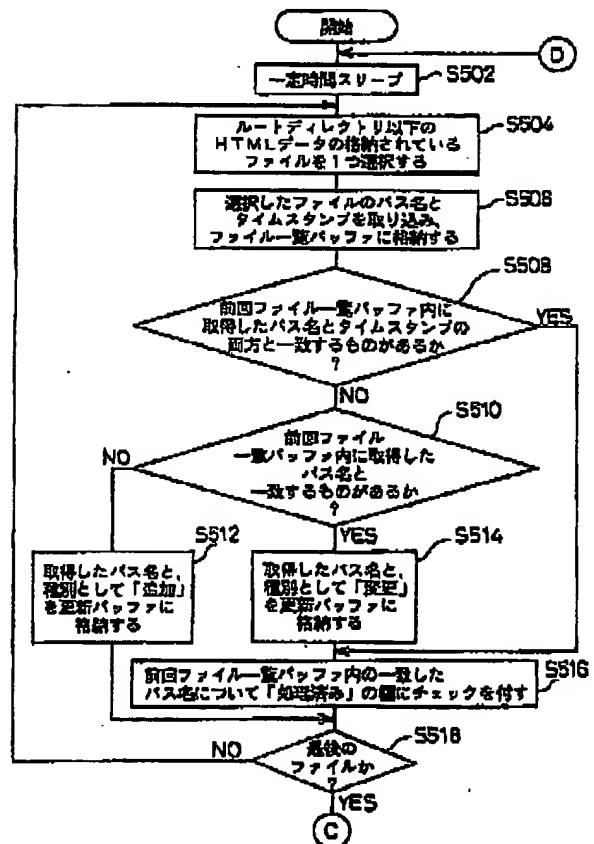 開始
D
一定時間スリープ
S502
ルートディレクトリ以下の
HTMLデータの格納されている
ファイルを1つ選択する
S504
選択したファイルのパス名と
タイムスタンプを取り込み、
ファイル一覧バッファに格納する
S506
S508
前回ファイル一覧バッファ内に
取得したパス名とタイムスタンプの
両方と一致するものがあるか
?
YES
NO
S510
前回ファイル
一覧バッファ内に取得した
パス名と
一致するものがあるか
?
NO
YES
S512
取得したパス名と、
種別として「追加」
を更新バッファに
格納する
S514
取得したパス名と、
種別として「変更」
を更新バッファに
格納する
前回ファイル一覧バッファ内の一致した
パス名について「処理済み」の欄にチェックを付す
S516
S518
最後の
ファイルか
?
NO
YES
C